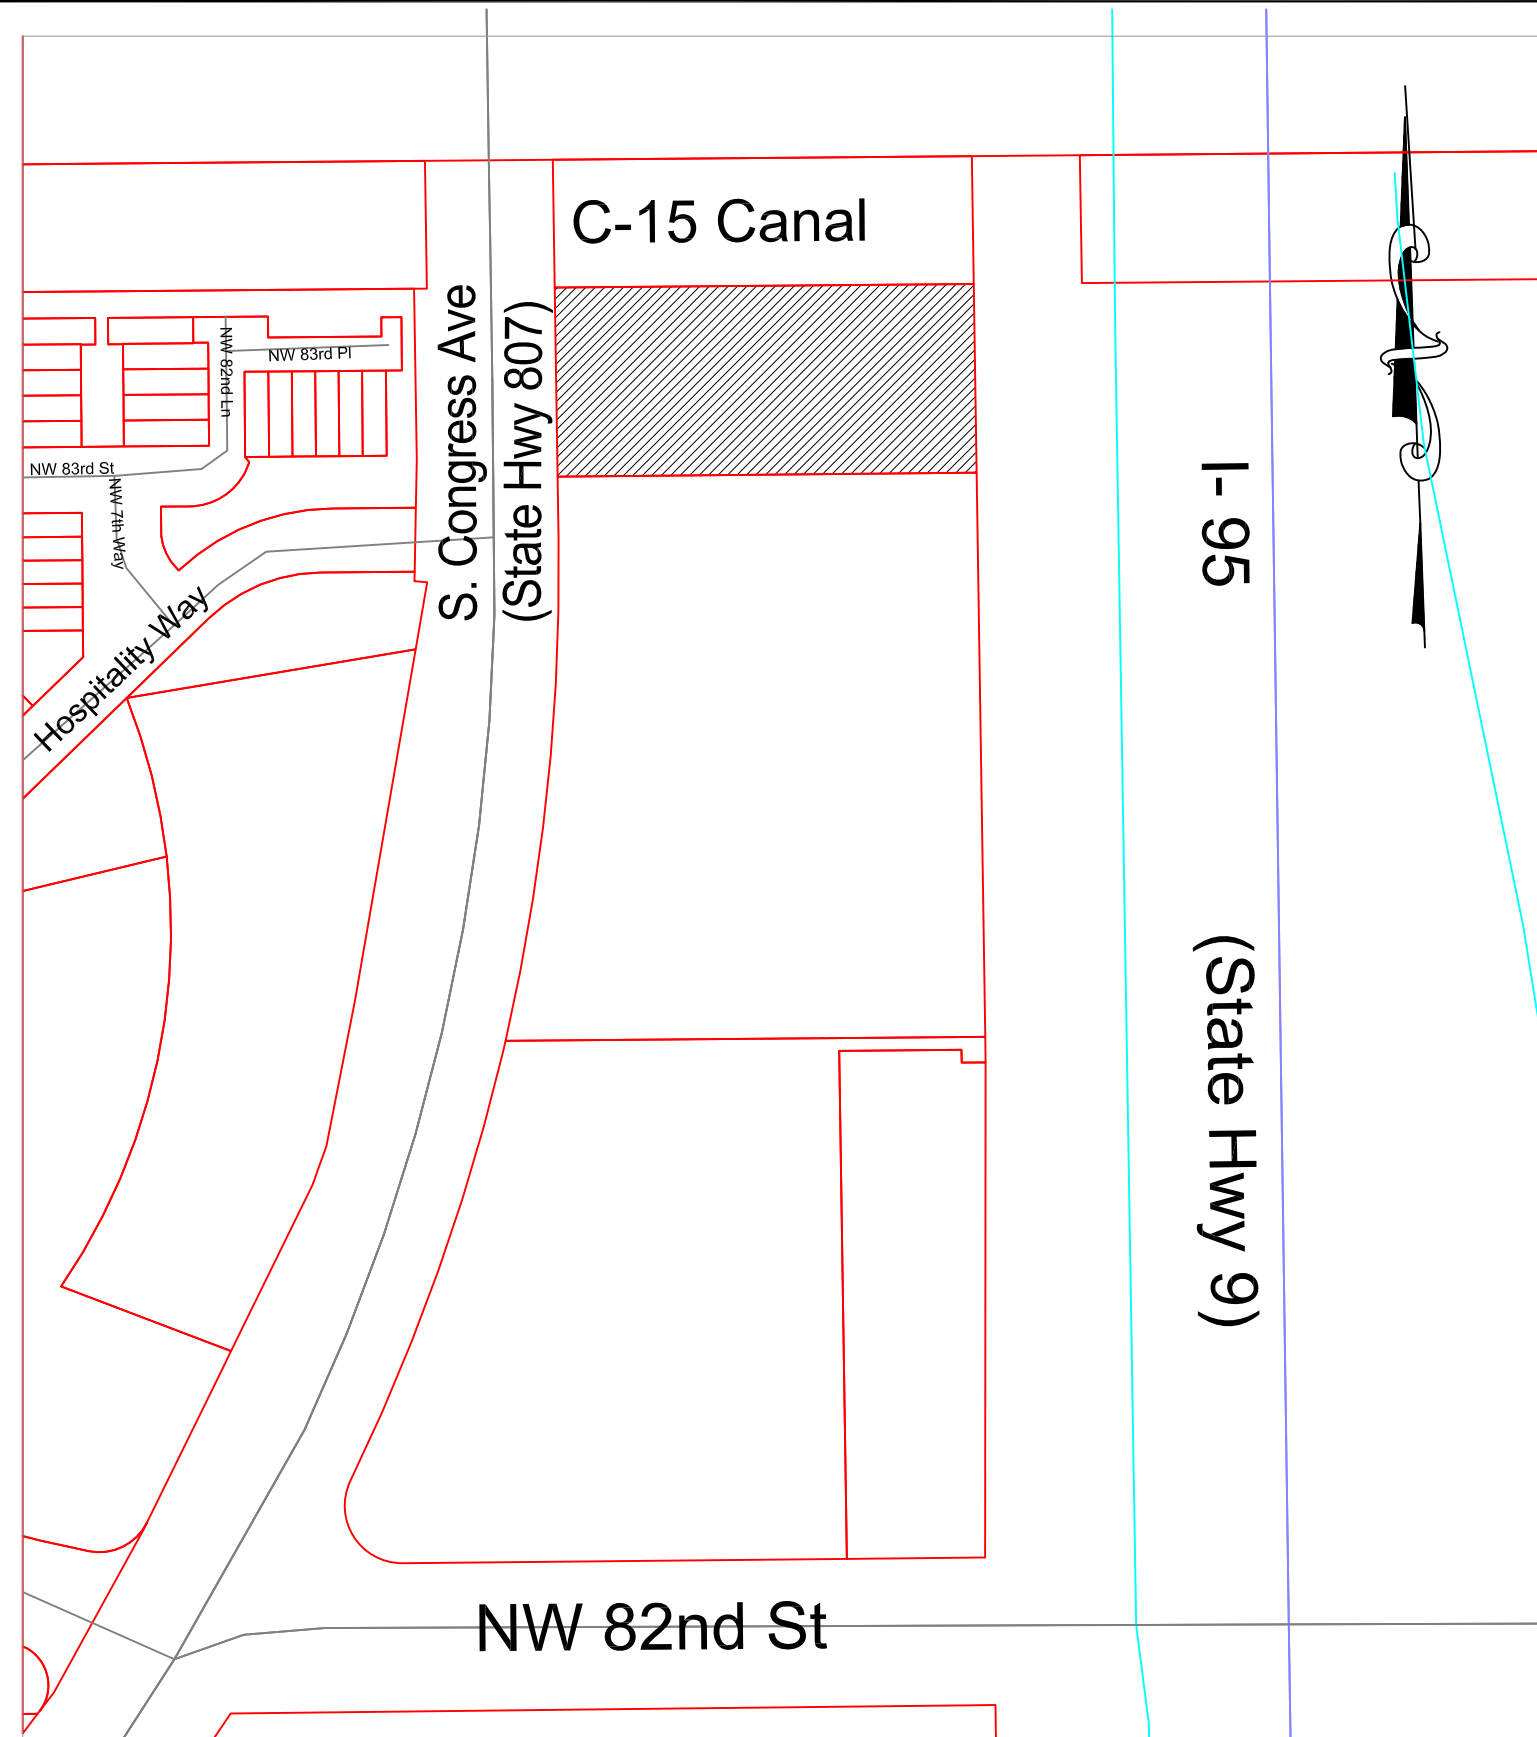 C-15 Canal
S. Congress Ave
(State Hwy 807)
NW 82nd Ln
NW 83rd Pl
NW 83rd St
NW 7th Way
Hospitality Way
I- 95
(State Hwy 9)
NW 82nd St